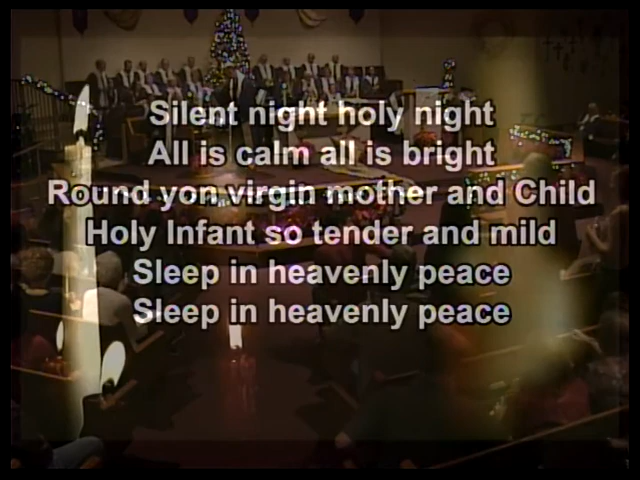 Silent night holy night
All is calm all is bright
Round yon virgin mother and Child
Holy Infant so tender and mild
Sleep in heavenly peace
Sleep in heavenly peace